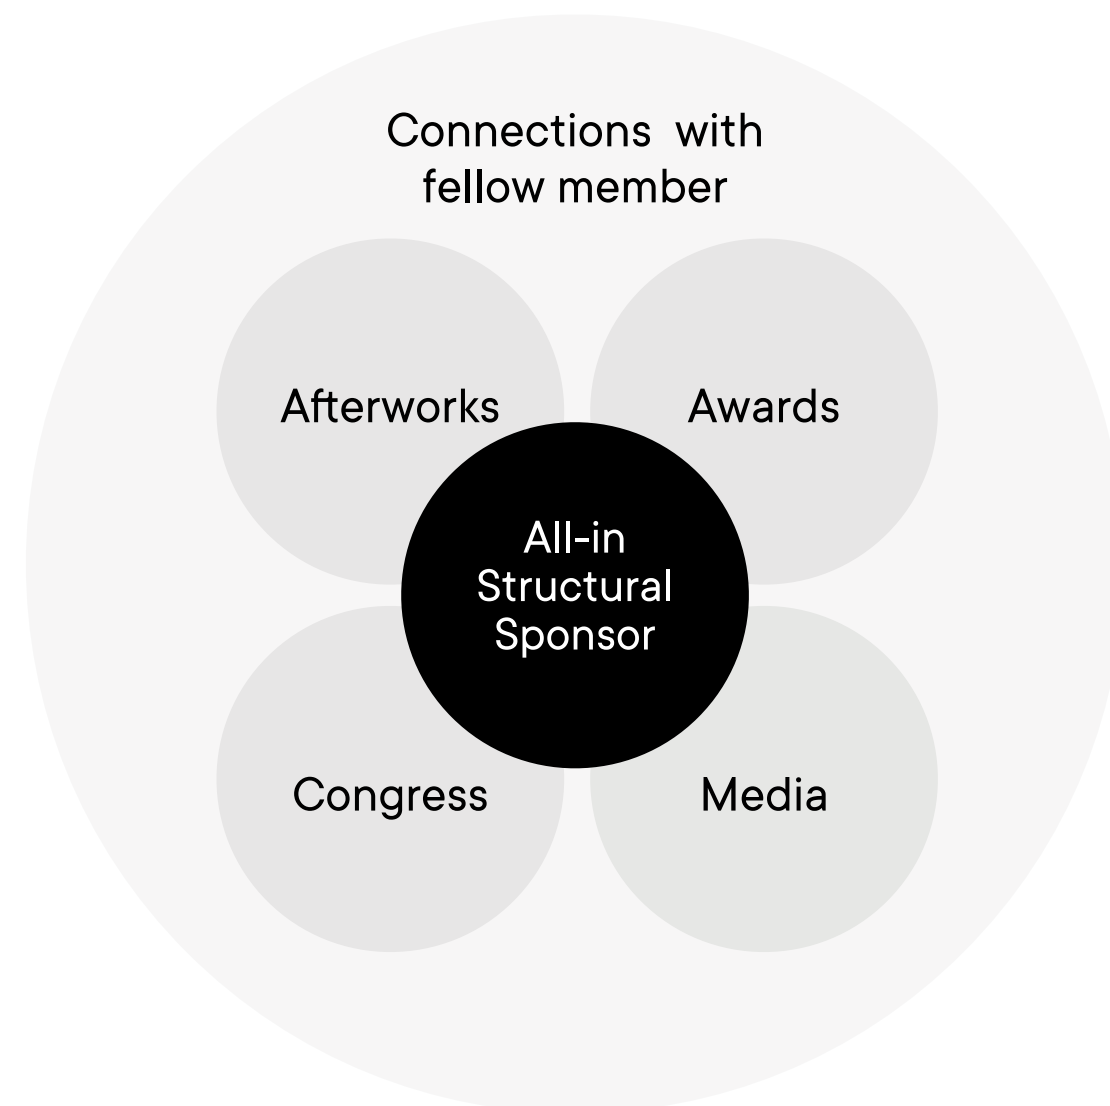 Connections with
fellow member
Afterworks
Awards
All-in
Structural
Sponsor
Congress
Media